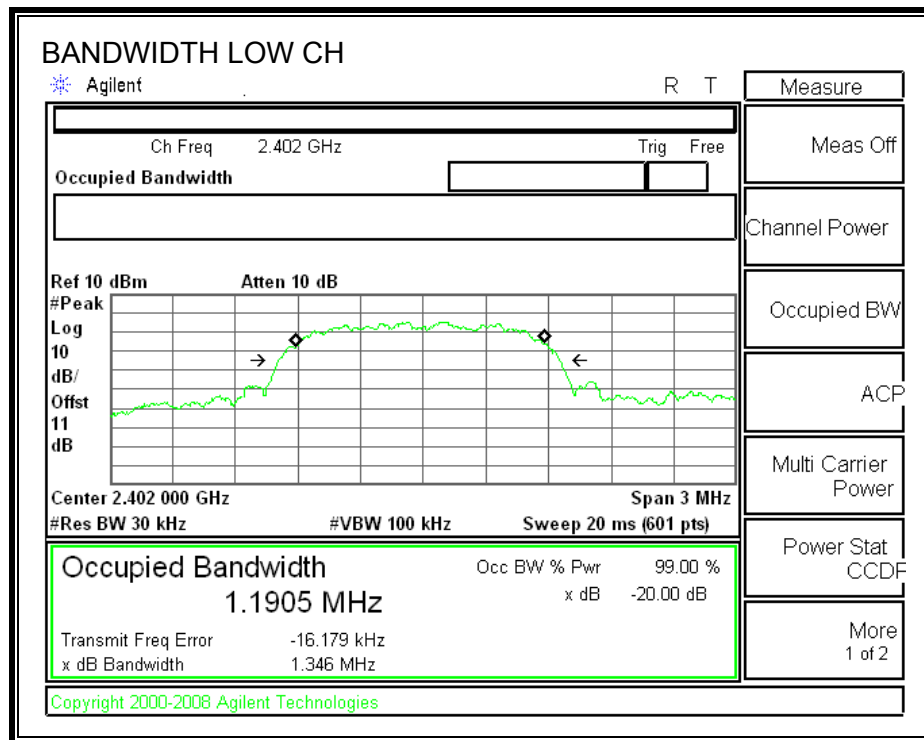 BANDWIDTH LOW CH
Agilent R T
Ch Freq 2.402 GHz Trig Free
Occupied Bandwidth
Ref 10 dBm Atten 10 dB
#Peak
Log
10
dB/
Offst
11
dB
Center 2.402 000 GHz Span 3 MHz
#Res BW 30 kHz #VBW 100 kHz Sweep 20 ms (601 pts)
Occupied Bandwidth Occ BW % Pwr 99.00 %
1.1905 MHz x dB -20.00 dB
Transmit Freq Error -16.179 kHz
x dB Bandwidth 1.346 MHz
Copyright 2000-2008 Agilent Technologies
Measure
Meas Off
Channel Power
Occupied BW
ACP
Multi Carrier
Power
Power Stat
CCDF
More
1 of 2